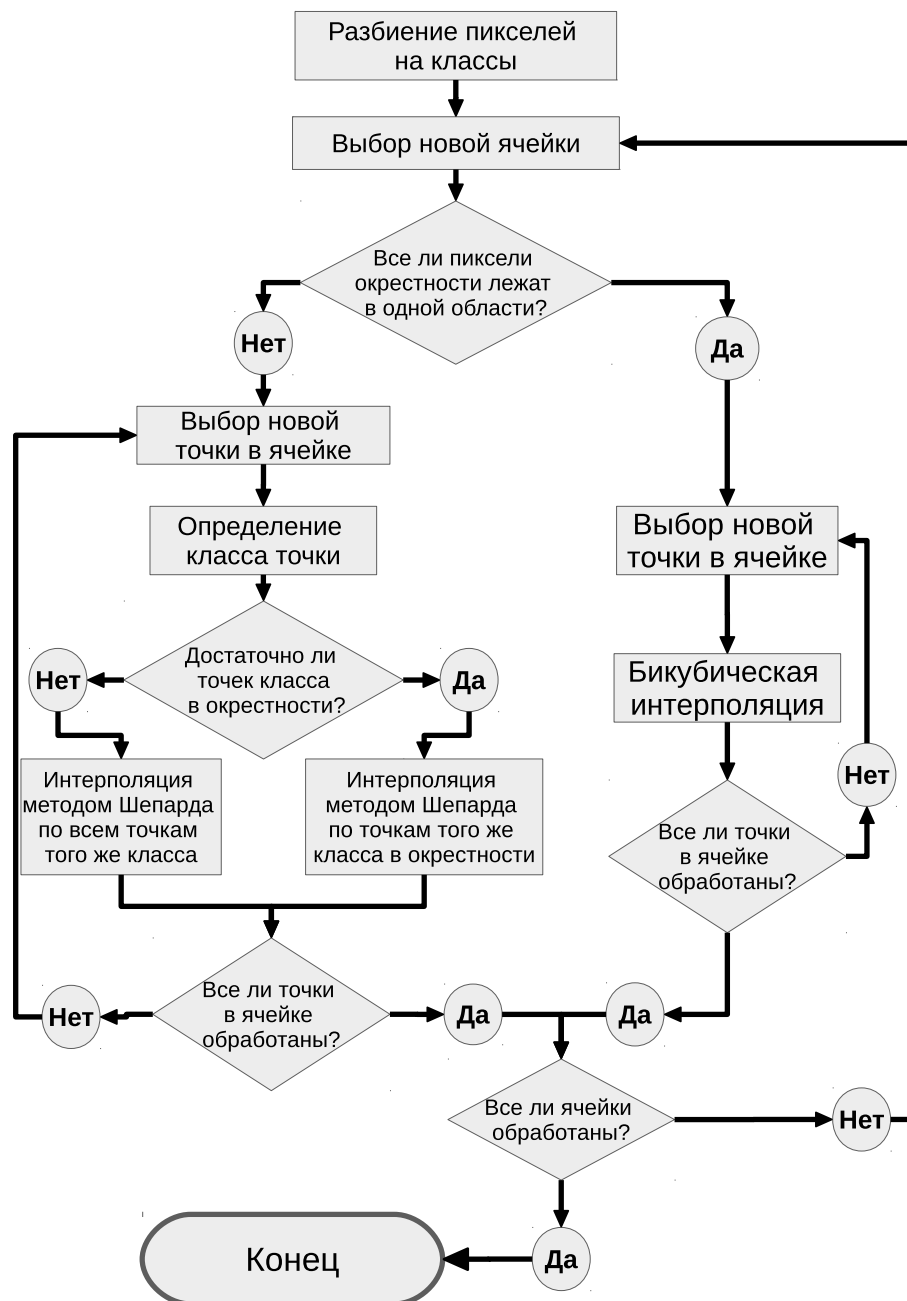 Разбиение пикселей
на классы
Выбор новой ячейки
Все ли пиксели
окрестности лежат
в одной области?
Нет
Да
Выбор новой
точки в ячейке
Определение
класса точки
Выбор новой
точки в ячейке
Достаточно ли
точек класса
в окрестности?
Нет
Да
Бикубическая
интерполяция
Интерполяция
методом Шепарда
по всем точкам
того же класса
Интерполяция
методом Шепарда
по точкам того же
класса в окрестности
Нет
Все ли точки
в ячейке
обработаны?
Все ли точки
в ячейке
обработаны?
Нет
Да
Да
Все ли ячейки
обработаны?
Нет
Да
Конец